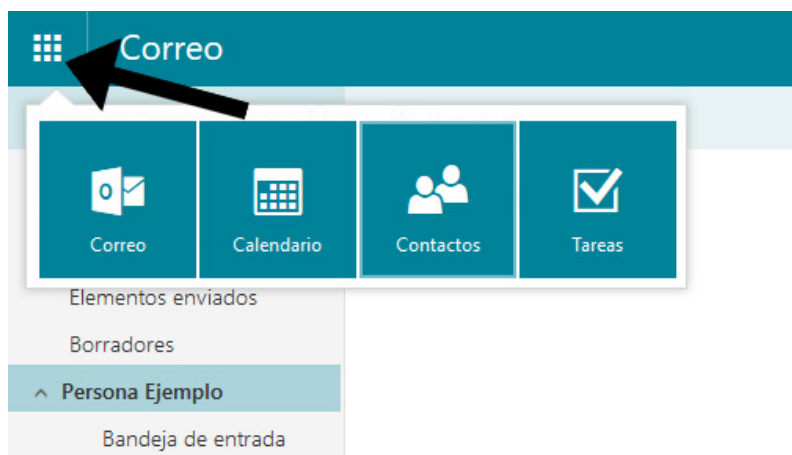 Correo
Correo
Calendario
Contactos
Tareas
Elementos enviados
Borradores
Persona Ejemplo
Bandeja de entrada